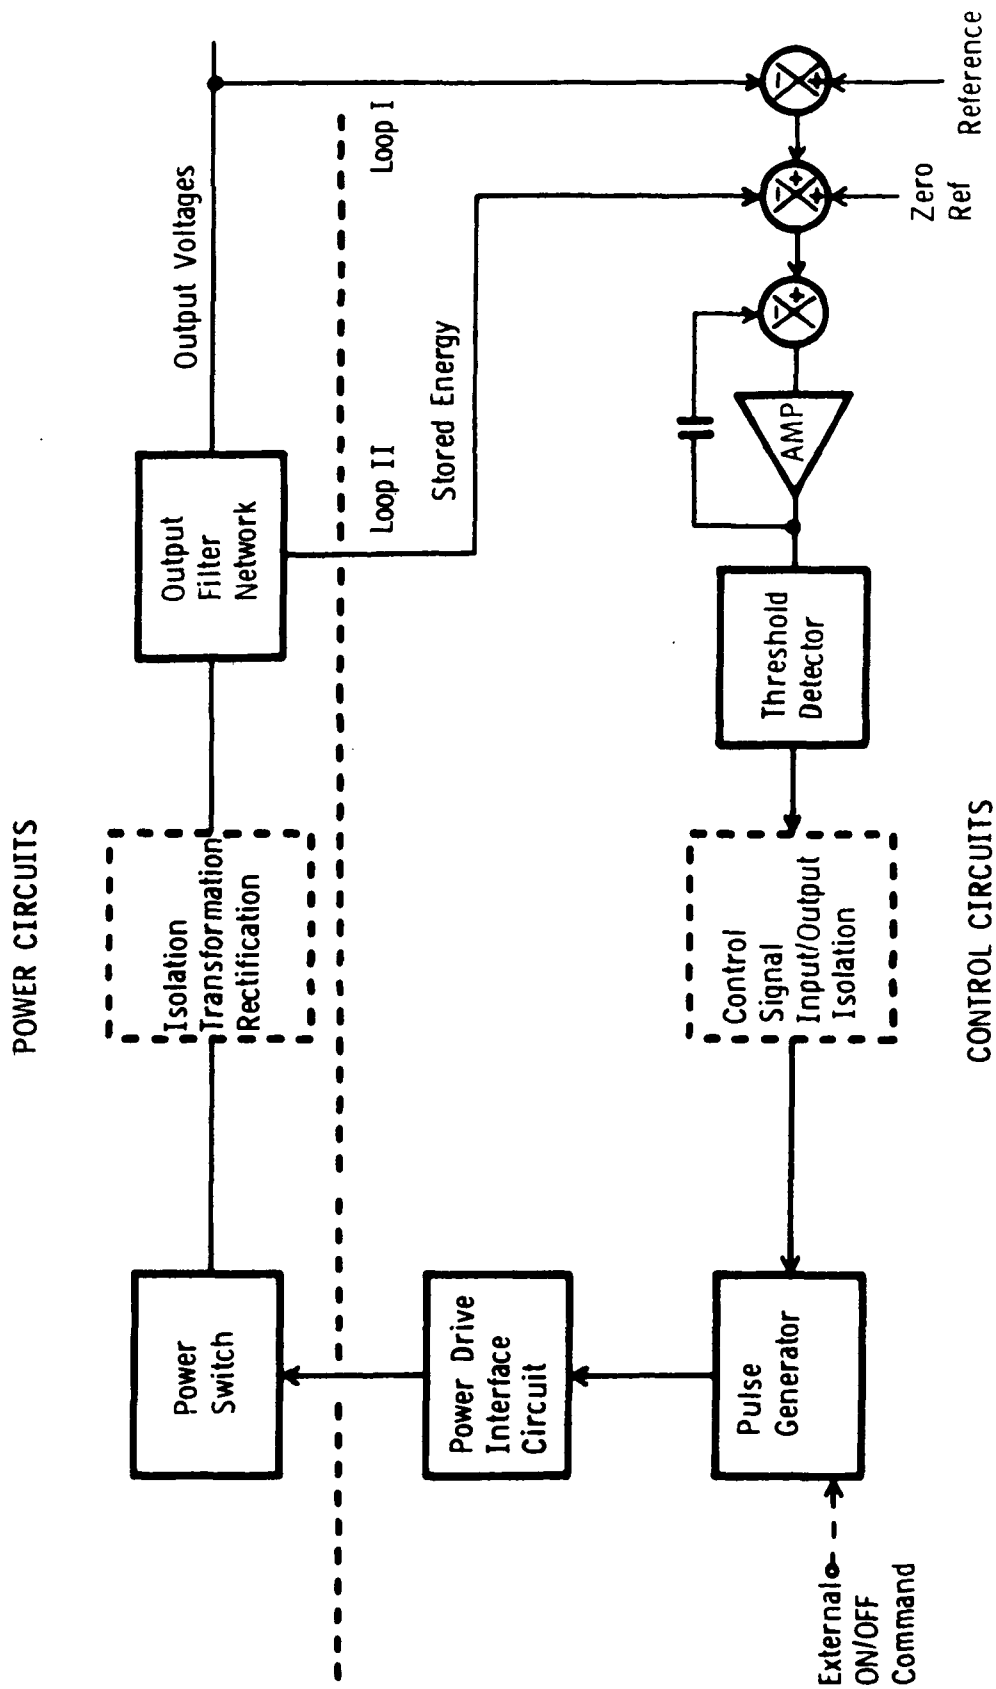 POWER CIRCUITS
Power
Switch
Isolation
Transformation
Rectification
Output
Filter
Network
Output Voltages
Loop I
Loop II
Stored Energy
Power Drive
Interface
Circuit
Pulse
Generator
External
ON/OFF
Command
Control
Signal
Input/Output
Isolation
Threshold
Detector
AMP
-
+
-
+
+
-
+
Zero
Ref
Reference
CONTROL CIRCUITS